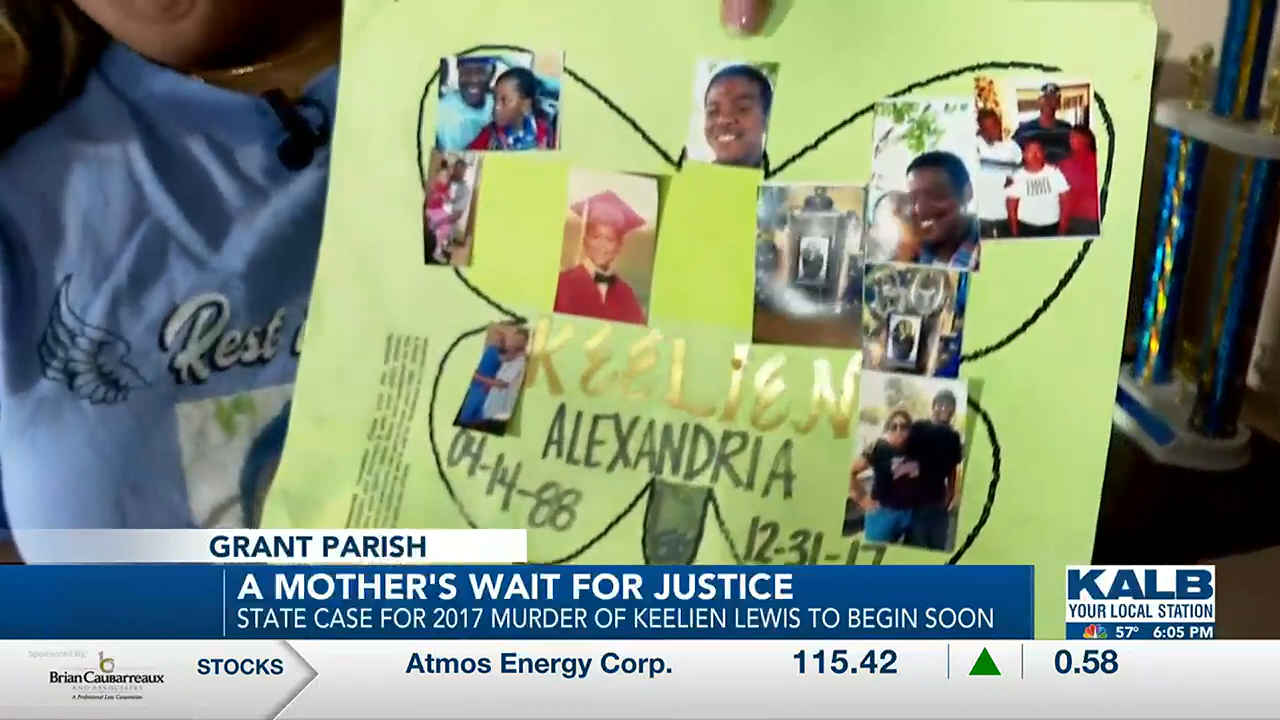 Rest
KEELIEN
ALEXANDRIA
04-14-88
12-31-17
GRANT PARISH
A MOTHER'S WAIT FOR JUSTICE
STATE CASE FOR 2017 MURDER OF KEELIEN LEWIS TO BEGIN SOON
KALB
YOUR LOCAL STATION
57° 6:05 PM
Sponsored By:
Brian Caubarreaux
AND ASSOCIATES
A Professional Law Corporation
STOCKS
Atmos Energy Corp. 115.42 0.58